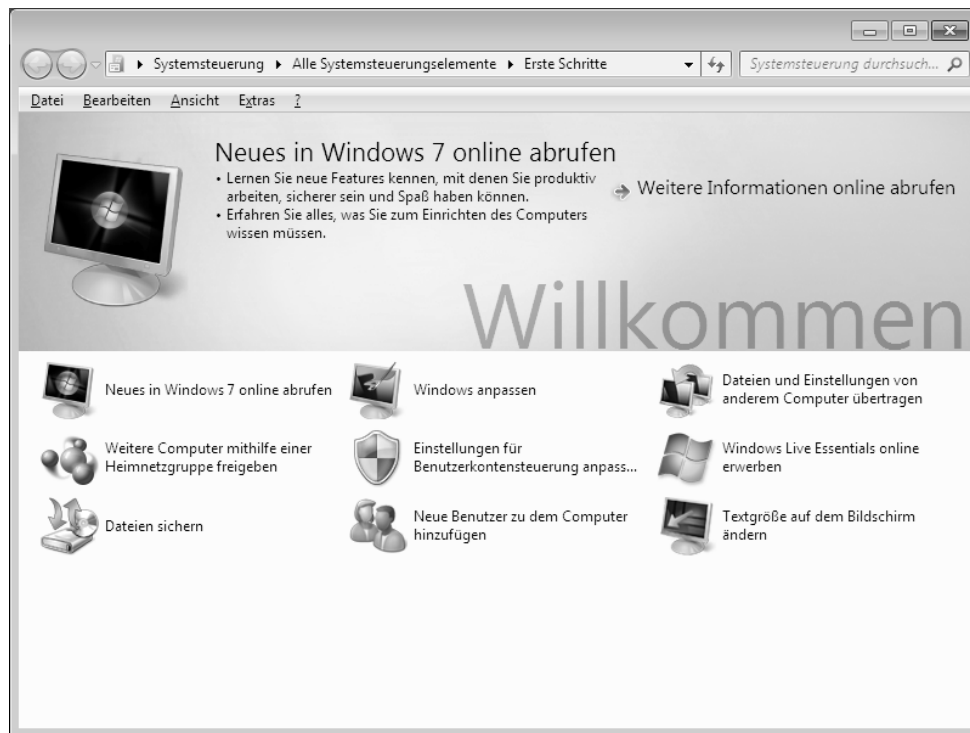 Systemsteuerung Alle Systemsteuerungselemente Erste Schritte Systemsteuerung durchsuch...
Datei Bearbeiten Ansicht Extras ?
Neues in Windows 7 online abrufen
• Lernen Sie neue Features kennen, mit denen Sie produktiv
arbeiten, sicherer sein und Spaß haben können.
• Erfahren Sie alles, was Sie zum Einrichten des Computers
wissen müssen.
Weitere Informationen online abrufen
Willkommen
Neues in Windows 7 online abrufen
Windows anpassen
Dateien und Einstellungen von
anderem Computer übertragen
Weitere Computer mithilfe einer
Heimnetzgruppe freigeben
Einstellungen für
Benutzerkontensteuerung anpass...
Windows Live Essentials online
erwerben
Dateien sichern
Neue Benutzer zu dem Computer
hinzufügen
Textgröße auf dem Bildschirm
ändern